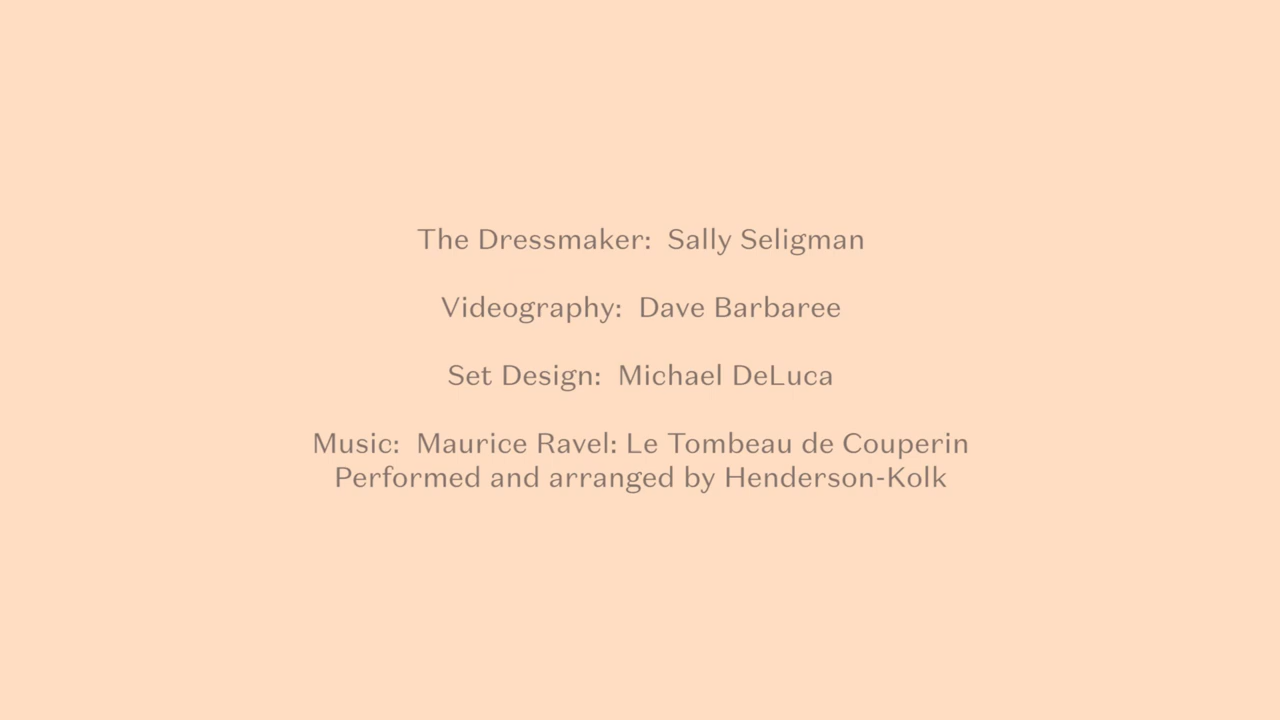 The Dressmaker:  Sally Seligman
Videography:  Dave Barbaree
Set Design:  Michael DeLuca
Music:  Maurice Ravel: Le Tombeau de Couperin
Performed and arranged by Henderson-Kolk